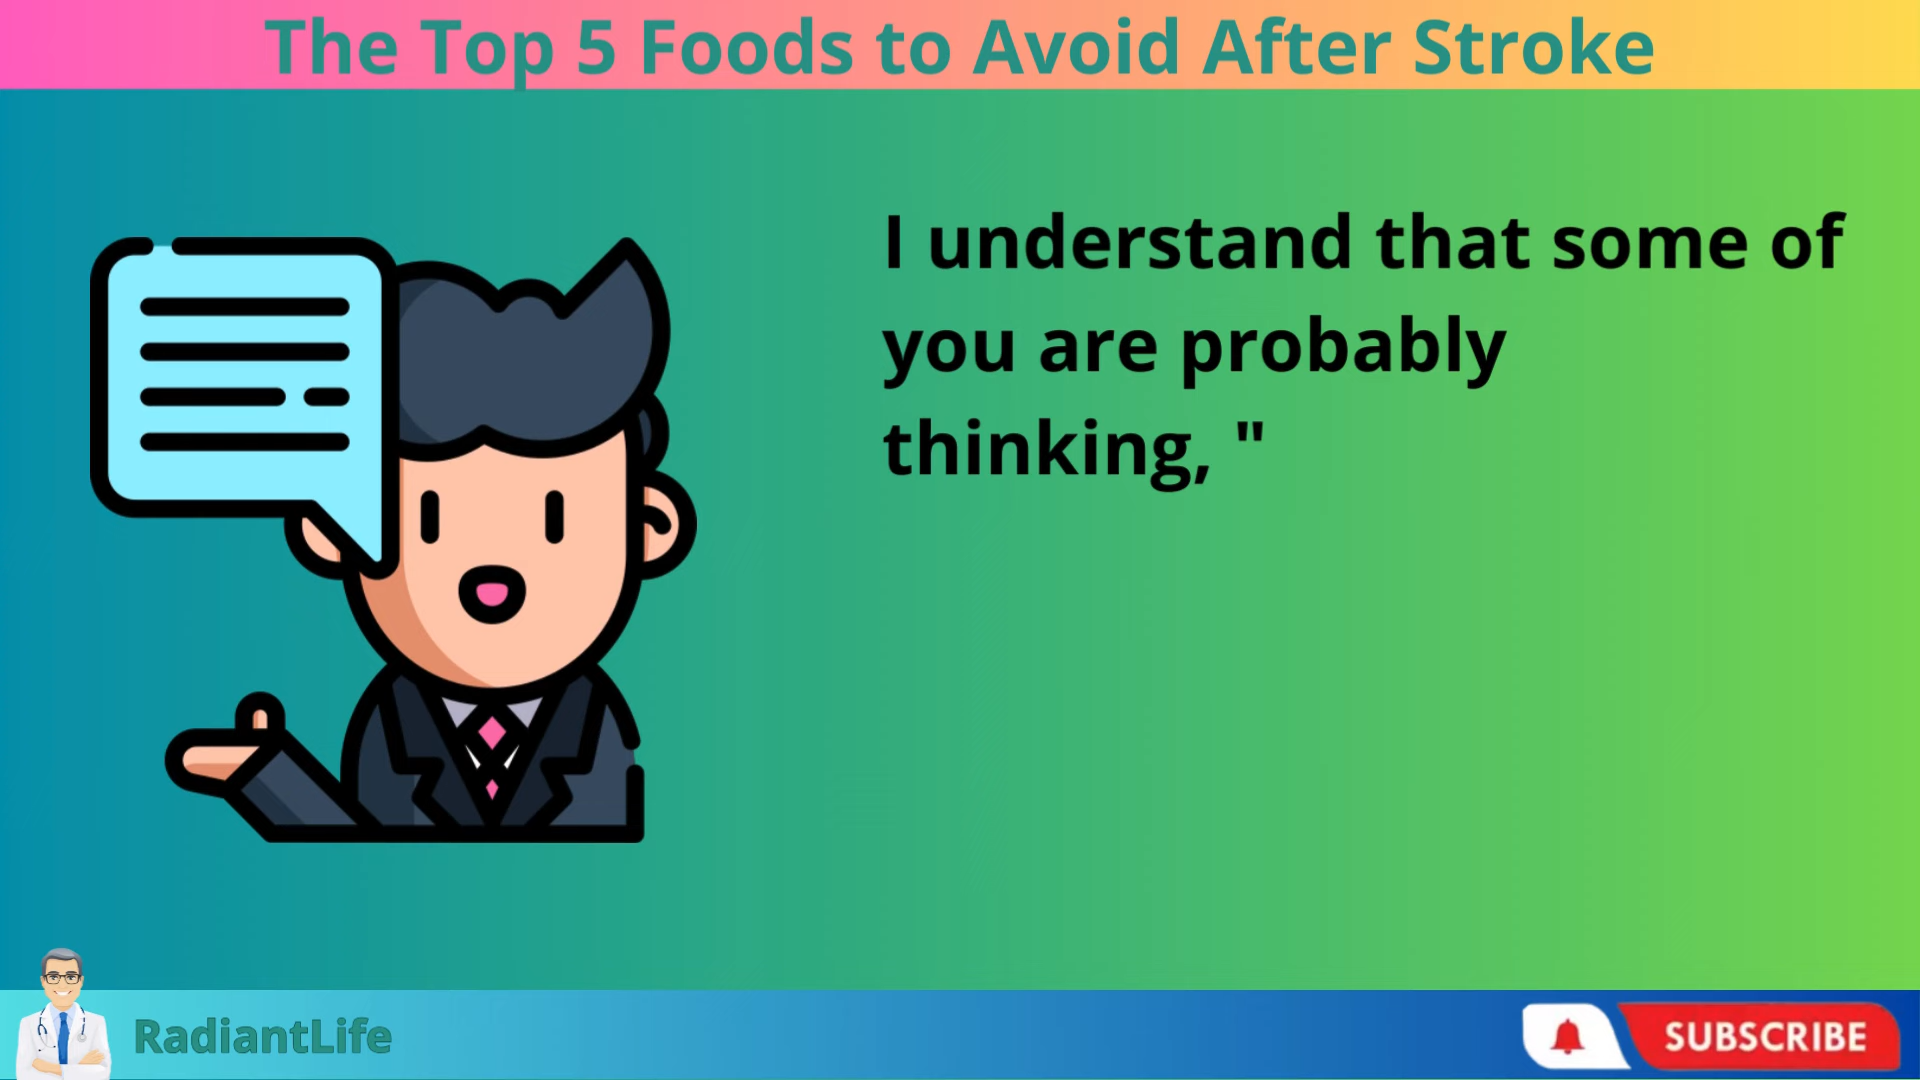 The Top 5 Foods to Avoid After Stroke
I understand that some of
you are probably
thinking, "
RadiantLife
SUBSCRIBE